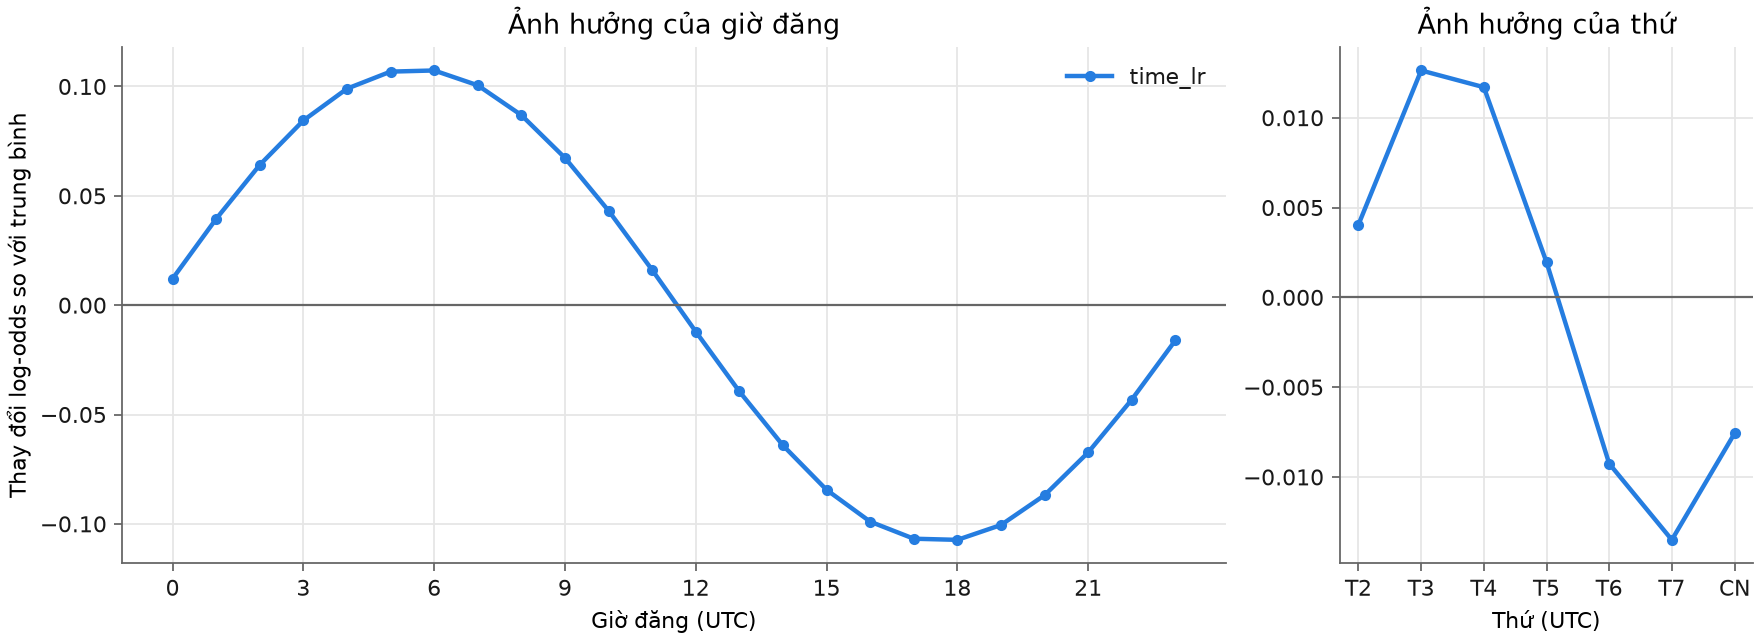 Ảnh hưởng của giờ đăng
time_lr
Thay đổi log-odds so với trung bình
0.10
0.05
0.00
−0.05
−0.10
0 3 6 9 12 15 18 21
Giờ đăng (UTC)
Ảnh hưởng của thứ
0.010
0.005
0.000
−0.005
−0.010
T2 T3 T4 T5 T6 T7 CN
Thứ (UTC)